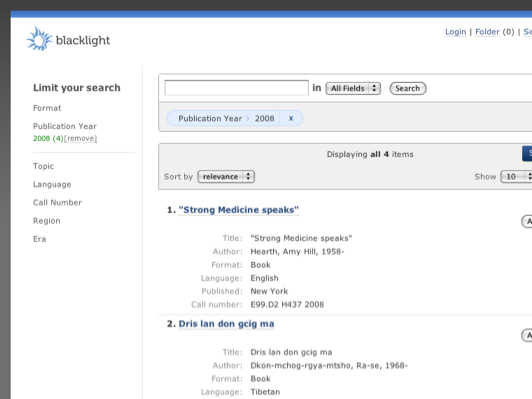 blacklight
Login | Folder (0) |
Limit your search
Format
Publication Year
2008 (4)[remove]
Topic
Language
Call Number
Region
Era
in All Fields Search
Publication Year > 2008 x
Displaying all 4 items
Sort by relevance Show 10
1. "Strong Medicine speaks"
Title: "Strong Medicine speaks"
Author: Hearth, Amy Hill, 1958-
Format: Book
Language: English
Published: New York
Call number: E99.D2 H437 2008
2. Dris lan don gcig ma
Title: Dris lan don gcig ma
Author: Dkon-mchog-rgya-mtsho, Ra-se, 1968-
Format: Book
Language: Tibetan